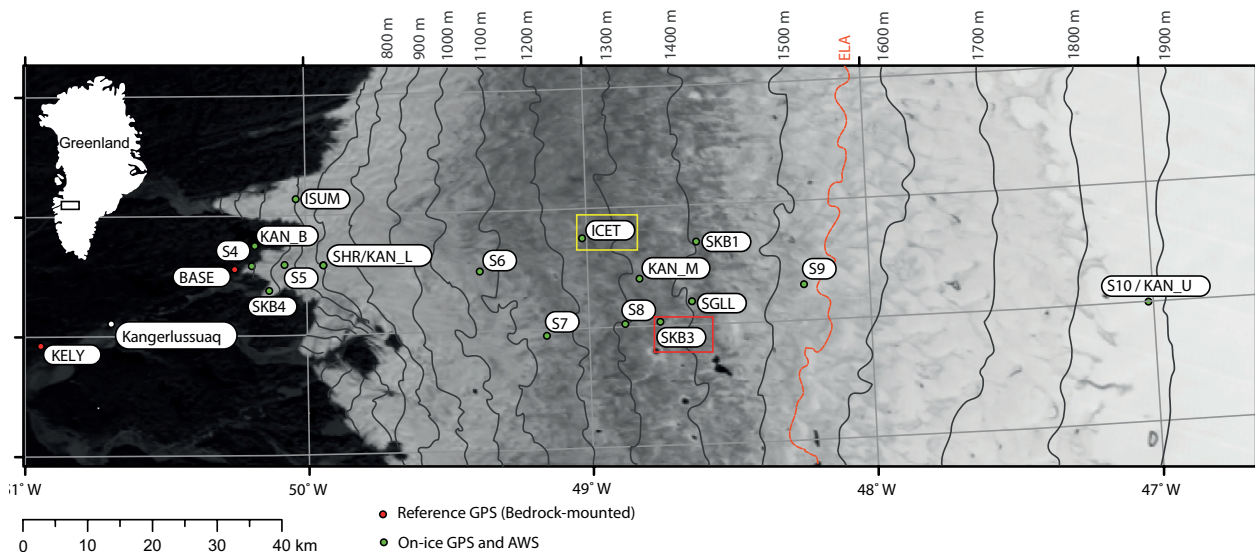 800 m
900 m
1000 m
1100 m
1200 m
1300 m
1400 m
1500 m
ELA
1600 m
1700 m
1800 m
1900 m
Greenland
ISUM
KAN_B
S4
BASE
S5
SHR/KAN_L
SKB4
S6
ICET
SKB1
KAN_M
SGLL
S9
S10 / KAN_U
S7
S8
SKB3
Kangerlussuaq
KELY
51°W
50°W
49°W
48°W
47°W
0 10 20 30 40 km
Reference GPS (Bedrock-mounted)
On-ice GPS and AWS